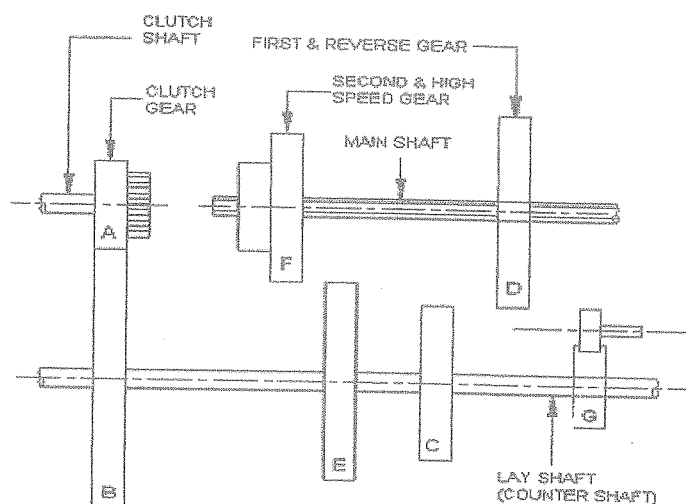 CLUTCH
SHAFT
FIRST & REVERSE GEAR
CLUTCH
GEAR
SECOND & HIGH
SPEED GEAR
MAIN SHAFT
A
F
D
G
E
C
B
LAY SHAFT
(COUNTER SHAFT)